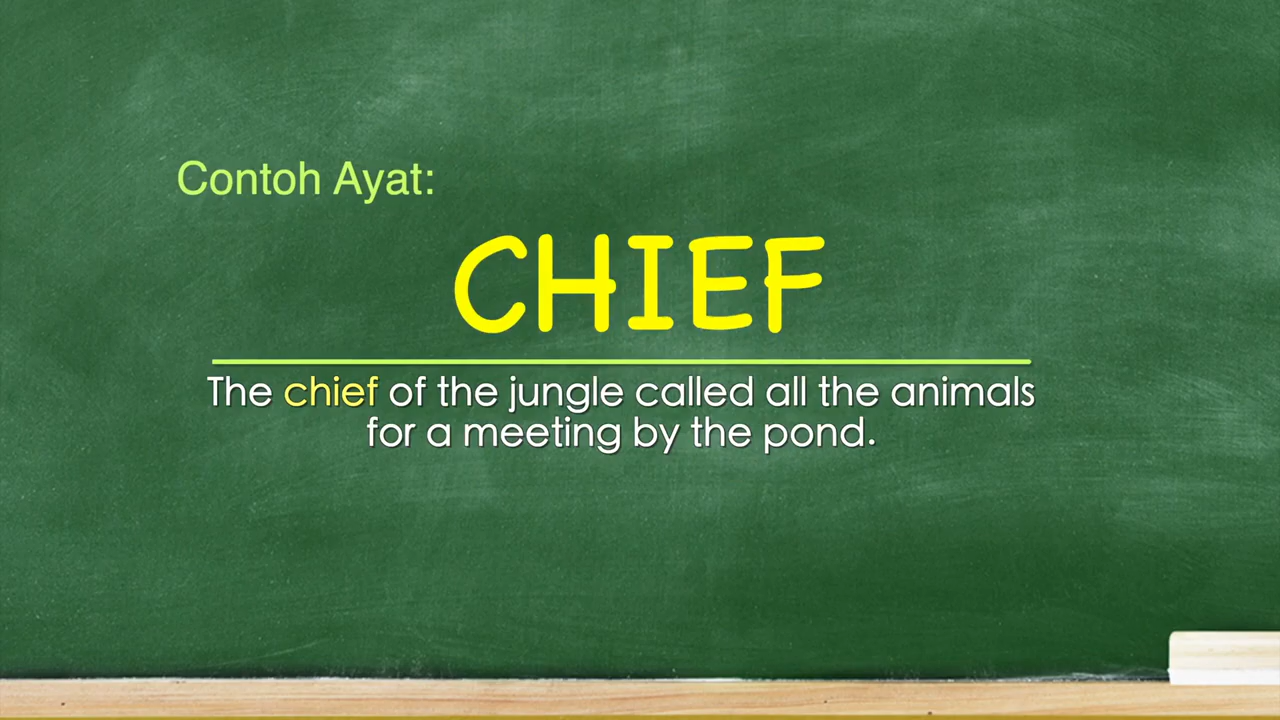 Contoh Ayat:
CHIEF
The chief of the jungle called all the animals
for a meeting by the pond.